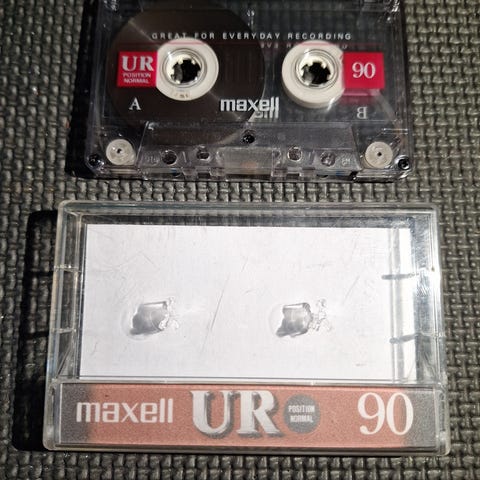 GREAT FOR EVERYDAY RECORDING
UR
POSITION
NORMAL
90
A
maxell
B
maxell UR POSITION NORMAL 90